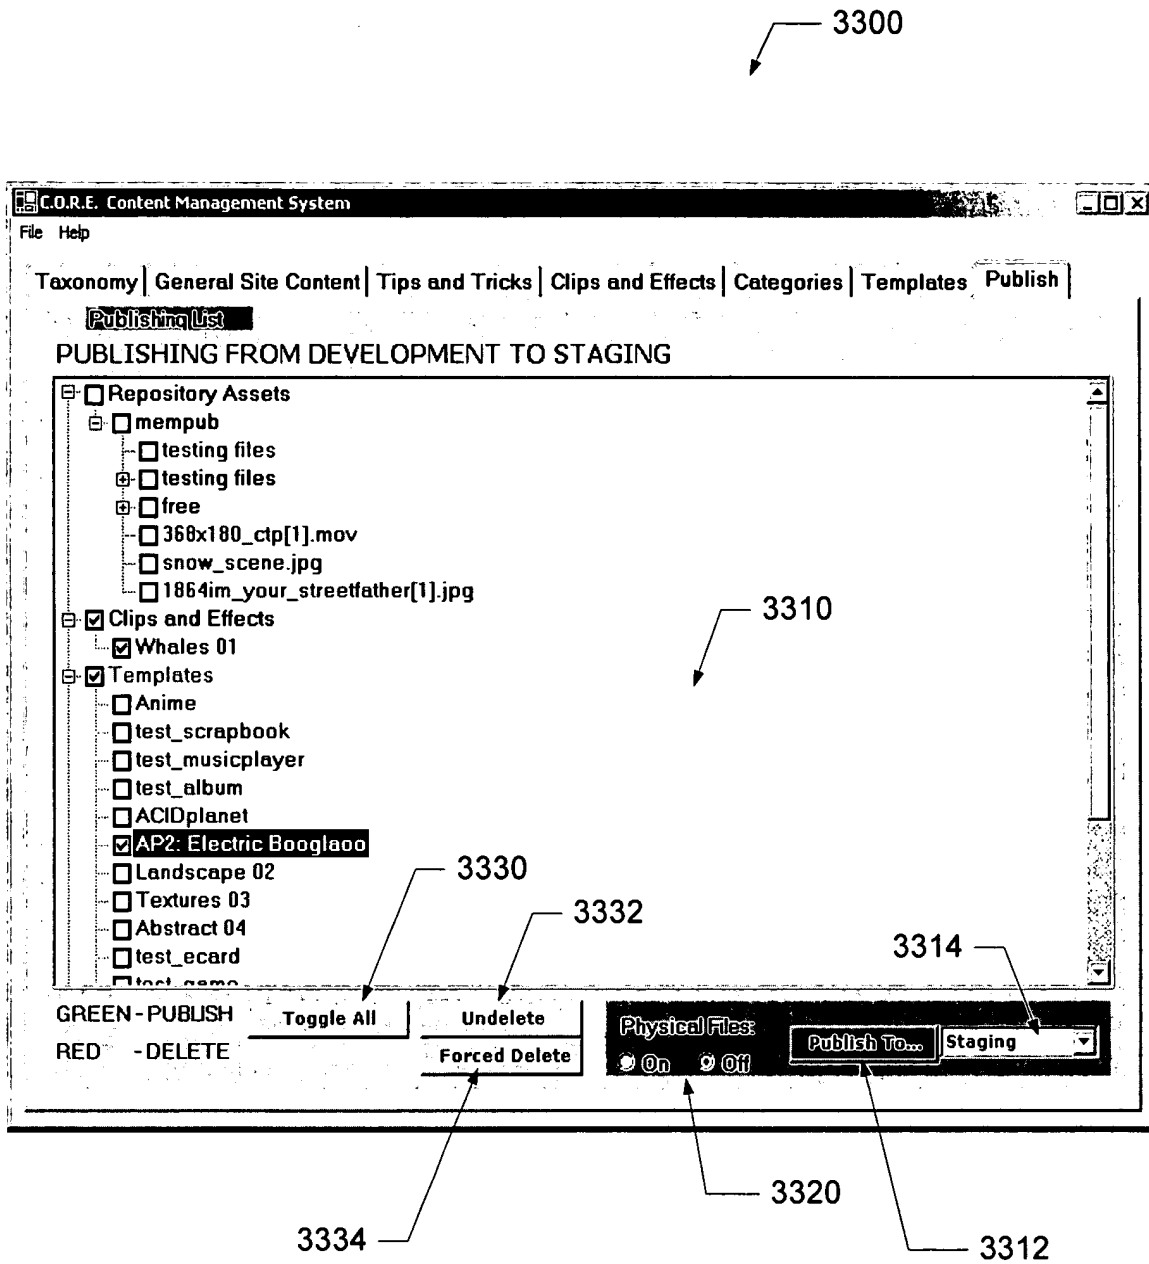 3300
C.O.R.E. Content Management System
File Help
Taxonomy General Site Content Tips and Tricks Clips and Effects Categories Templates Publish
Publishing List
PUBLISHING FROM DEVELOPMENT TO STAGING
Repository Assets
mempub
testing files
testing files
free
368x180_ctp[1].mov
snow_scene.jpg
1864im_your_streetfather[1].jpg
3310
Clips and Effects
Whales 01
Templates
Anime
test_scrapbook
test_musicplayer
test_album
ACIDplanet
AP2: Electric Booglaoo
3330
Landscape 02
Textures 03
3332
Abstract 04
3314
test_ecard
test_game
GREEN - PUBLISH Toggle All Undelete Physical Files:
Publish To... Staging
RED - DELETE Forced Delete On Off
3320
3334
3312